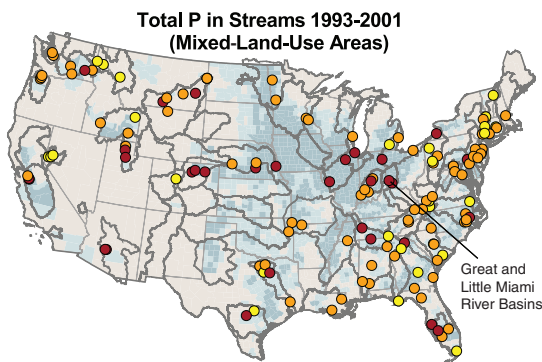 Total P in Streams 1993-2001
(Mixed-Land-Use Areas)
Great and
Little Miami
River Basins